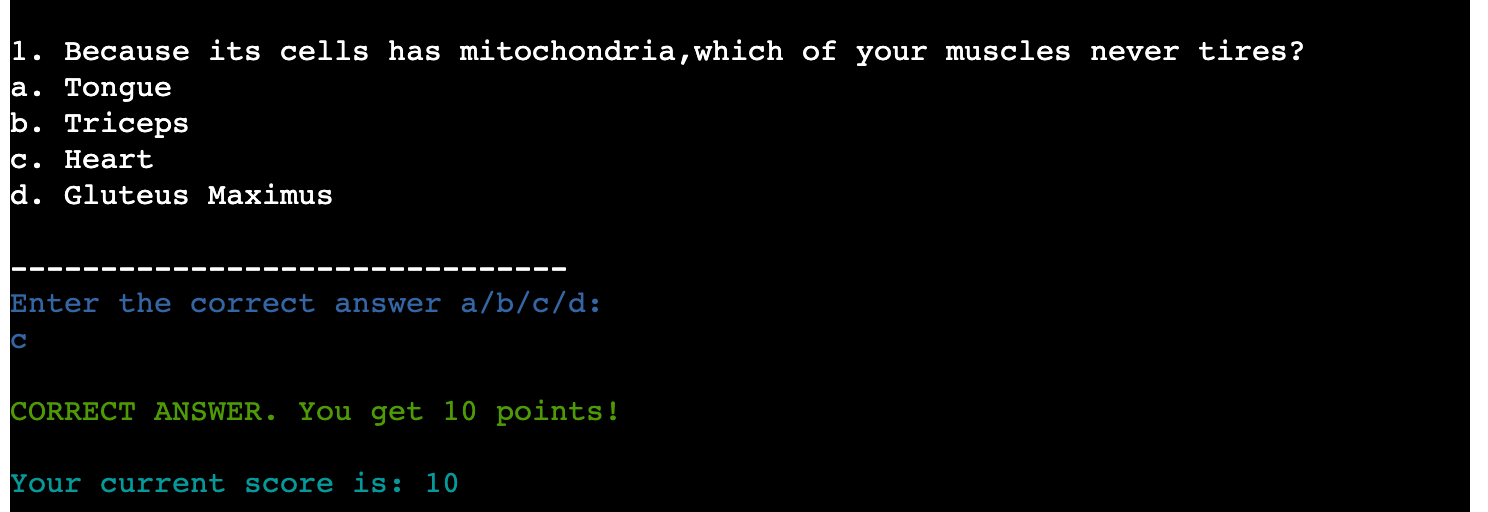 1. Because its cells has mitochondria,which of your muscles never tires?
a. Tongue
b. Triceps
c. Heart
d. Gluteus Maximus
-------------------------------
Enter the correct answer a/b/c/d:
c
CORRECT ANSWER. You get 10 points!
Your current score is: 10